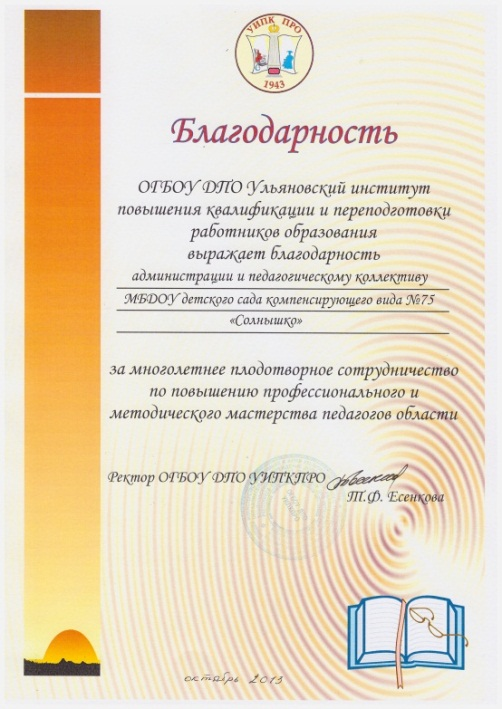 УИПК ПРО
1943
Благодарность
ОГБОУ ДПО Ульяновский институт
повышения квалификации и переподготовки
работников образования
выражает благодарность
администрации и педагогическому коллективу
МБДОУ детского сада компенсирующего вида №75
«Солнышко»
за многолетнее плодотворное сотрудничество
по повышению профессионального и
методического мастерства педагогов области
Ректор ОГБОУ ДПО УИПКПРО
Т.Ф. Есенкова
октябрь 2013